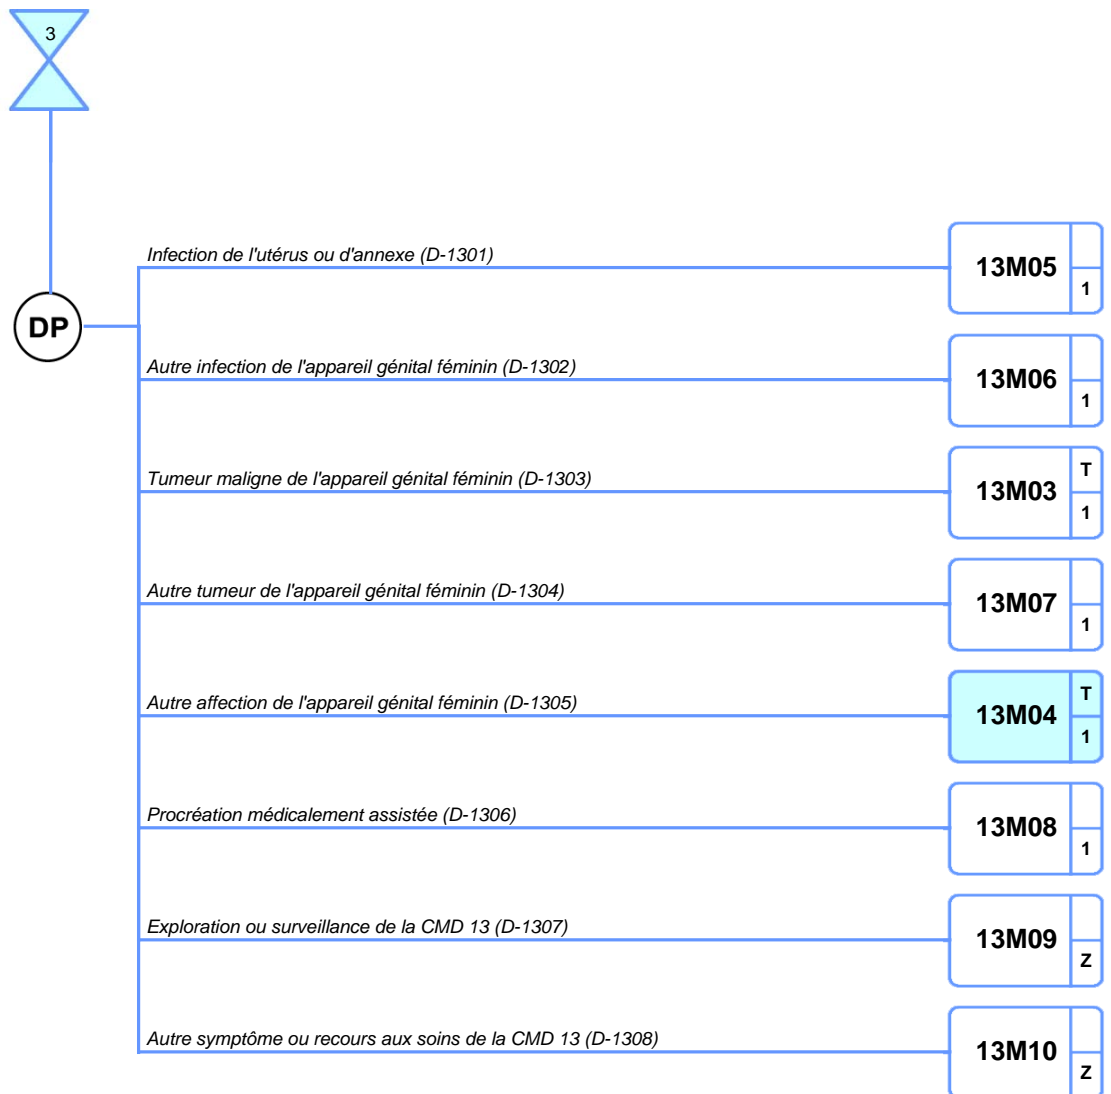 3
Infection de l'utérus ou d'annexe (D-1301)
13M05
1
DP
Autre infection de l'appareil génital féminin (D-1302)
13M06
1
Tumeur maligne de l'appareil génital féminin (D-1303)
13M03
T
1
Autre tumeur de l'appareil génital féminin (D-1304)
13M07
1
Autre affection de l'appareil génital féminin (D-1305)
13M04
T
1
Procréation médicalement assistée (D-1306)
13M08
1
Exploration ou surveillance de la CMD 13 (D-1307)
13M09
Z
Autre symptôme ou recours aux soins de la CMD 13 (D-1308)
13M10
Z